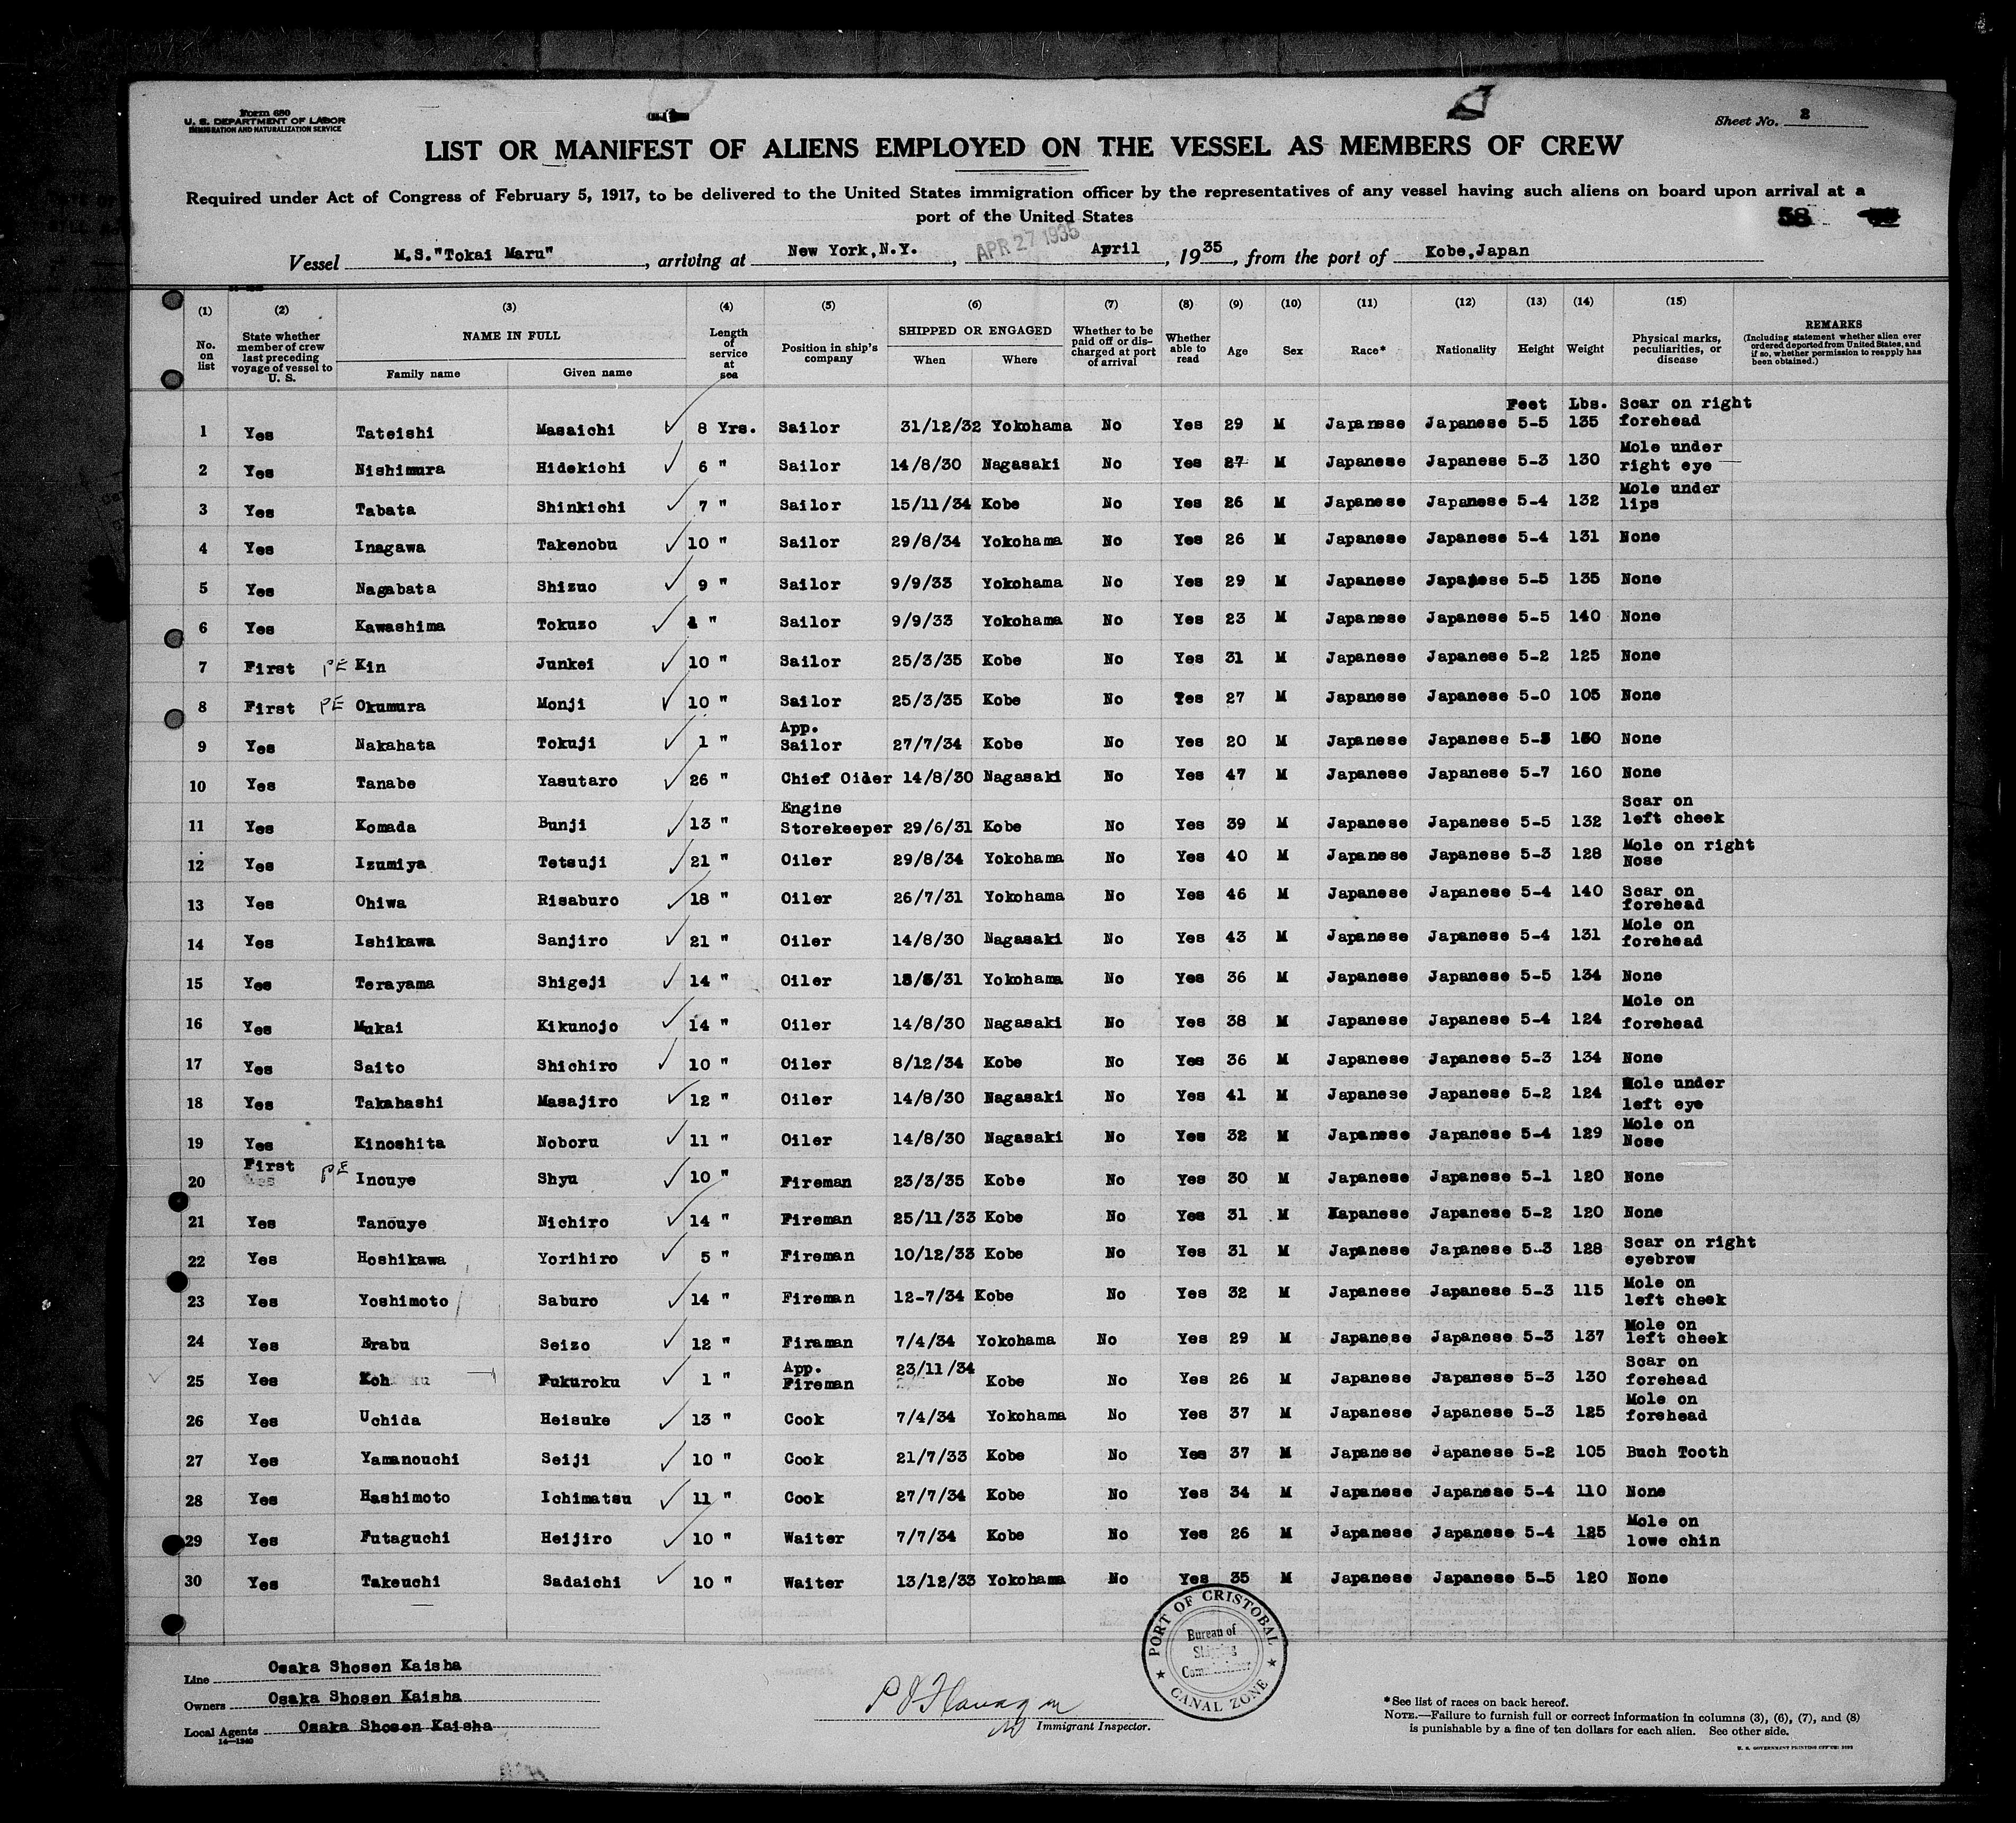 Form 680
U. S. DEPARTMENT OF LABOR
IMMIGRATION AND NATURALIZATION SERVICE
Sheet No. 2
LIST OR MANIFEST OF ALIENS EMPLOYED ON THE VESSEL AS MEMBERS OF CREW
Required under Act of Congress of February 5, 1917, to be delivered to the United States immigration officer by the representatives of any vessel having such aliens on board upon arrival at a
port of the United States
58
Vessel M.S."Tokai Maru", arriving at New York,N.Y., APR 27 1935 April, 1935, from the port of Kobe,Japan
(1) (2) (3) (4) (5) (6) (7) (8) (9) (10) (11) (12) (13) (14) (15)
No. on list
State whether member of crew last preceding voyage of vessel to U. S.
NAME IN FULL
Family name Given name
Length of service at sea
Position in ship's company
SHIPPED OR ENGAGED
When Where
Whether to be paid off or discharged at port of arrival
Whether able to read
Age
Sex
Race*
Nationality
Height
Weight
Physical marks, peculiarities, or disease
REMARKS
(Including statement whether alien ever ordered deported from United States, and if so, whether permission to reapply has been obtained.)
Feet Lbs.
1 Yes Tateishi Masaichi 8 Yrs. Sailor 31/12/32 Yokohama No Yes 29 M Japanese Japanese 5-5 135 Scar on right forehead
2 Yes Nishimura Hidekichi 6 " Sailor 14/8/30 Nagasaki No Yes 27 M Japanese Japanese 5-3 130 Mole under right eye
3 Yes Tabata Shinkichi 7 " Sailor 15/11/34 Kobe No Yes 26 M Japanese Japanese 5-4 132 Mole under lips
4 Yes Inagawa Takenobu 10 " Sailor 29/8/34 Yokohama No Yes 26 M Japanese Japanese 5-4 131 None
5 Yes Nagabata Shizuo 9 " Sailor 9/9/33 Yokohama No Yes 29 M Japanese Japanese 5-5 135 None
6 Yes Kawashima Tokuzo " Sailor 9/9/33 Yokohama No Yes 23 M Japanese Japanese 5-5 140 None
7 First PE Kin Junkei 10 " Sailor 25/3/35 Kobe No Yes 31 M Japanese Japanese 5-2 125 None
8 First PE Okumura Monji 10 " Sailor 25/3/35 Kobe No Yes 27 M Japanese Japanese 5-0 105 None
9 Yes Nakahata Tokuji 1 " App. Sailor 27/7/34 Kobe No Yes 20 M Japanese Japanese 5-3 150 None
10 Yes Tanabe Yasutaro 26 " Chief Oiler 14/8/30 Nagasaki No Yes 47 M Japanese Japanese 5-7 160 None
11 Yes Komada Bunji 13 " Engine Storekeeper 29/6/31 Kobe No Yes 39 M Japanese Japanese 5-5 132 Scar on left cheek
12 Yes Izumiya Tetsuji 21 " Oiler 29/8/34 Yokohama No Yes 40 M Japanese Japanese 5-3 128 Mole on right Nose
13 Yes Ohiwa Risaburo 18 " Oiler 26/7/31 Yokohama No Yes 46 M Japanese Japanese 5-4 140 Scar on forehead
14 Yes Ishikawa Sanjiro 21 " Oiler 14/8/30 Nagasaki No Yes 43 M Japanese Japanese 5-4 131 Mole on forehead
15 Yes Terayama Shigeji 14 " Oiler Yokohama No Yes 36 M Japanese Japanese 5-5 134 None
16 Yes Mukai Kikunojo 14 " Oiler 14/8/30 Nagasaki No Yes 38 M Japanese Japanese 5-4 124 Mole on forehead
17 Yes Saito Shichiro 10 " Oiler 8/12/34 Kobe No Yes 36 M Japanese Japanese 5-3 134 None
18 Yes Takahashi Masajiro 12 " Oiler 14/8/30 Nagasaki No Yes 41 M Japanese Japanese 5-2 124 Mole under left eye
19 Yes Kinoshita Noboru 11 " Oiler 14/8/30 Nagasaki No Yes 32 M Japanese Japanese 5-4 129 Mole on Nose
20 First PE Inouye Shyu 10 " Fireman 23/3/35 Kobe No Yes 30 M Japanese Japanese 5-1 120 None
21 Yes Tanouye Nichiro 14 " Fireman 25/11/33 Kobe No Yes 31 M Japanese Japanese 5-2 120 None
22 Yes Hoshikawa Yorihiro 5 " Fireman 10/12/33 Kobe No Yes 31 M Japanese Japanese 5-3 128 Scar on right eyebrow
23 Yes Yoshimoto Saburo 14 " Fireman 12-7/34 Kobe No Yes 32 M Japanese Japanese 5-3 115 Mole on left cheek
24 Yes Erabu Seizo 12 " Firaman 7/4/34 Yokohama No Yes 29 M Japanese Japanese 5-3 137 Mole on left cheek
25 Yes Koh Fukuroku 1 " App. Fireman 23/11/34 Kobe No Yes 26 M Japanese Japanese 5-3 130 Scar on forehead
26 Yes Uchida Heisuke 13 " Cook 7/4/34 Yokohama No Yes 37 M Japanese Japanese 5-3 125 Mole on forehead
27 Yes Yamanouchi Seiji 10 " Cook 21/7/33 Kobe No Yes 37 M Japanese Japanese 5-2 105 Buch Tooth
28 Yes Hashimoto Ichimatsu 11 " Cook 27/7/34 Kobe No Yes 34 M Japanese Japanese 5-4 110 None
29 Yes Futaguchi Heijiro 10 " Waiter 7/7/34 Kobe No Yes 26 M Japanese Japanese 5-4 125 Mole on lowe chin
30 Yes Takeuchi Sadaichi 10 " Waiter 13/12/33 Yokohama No Yes 35 M Japanese Japanese 5-5 120 None
PORT OF CRISTOBAL
Bureau of
Shipping
Commissioner
CANAL ZONE
Line Osaka Shosen Kaisha
Owners Osaka Shosen Kaisha
Local Agents Osaka Shosen Kaisha
14—1240
P J Flanagan
Immigrant Inspector.
*See list of races on back hereof.
NOTE.—Failure to furnish full or correct information in columns (3), (6), (7), and (8)
is punishable by a fine of ten dollars for each alien. See other side.
U. S. GOVERNMENT PRINTING OFFICE: